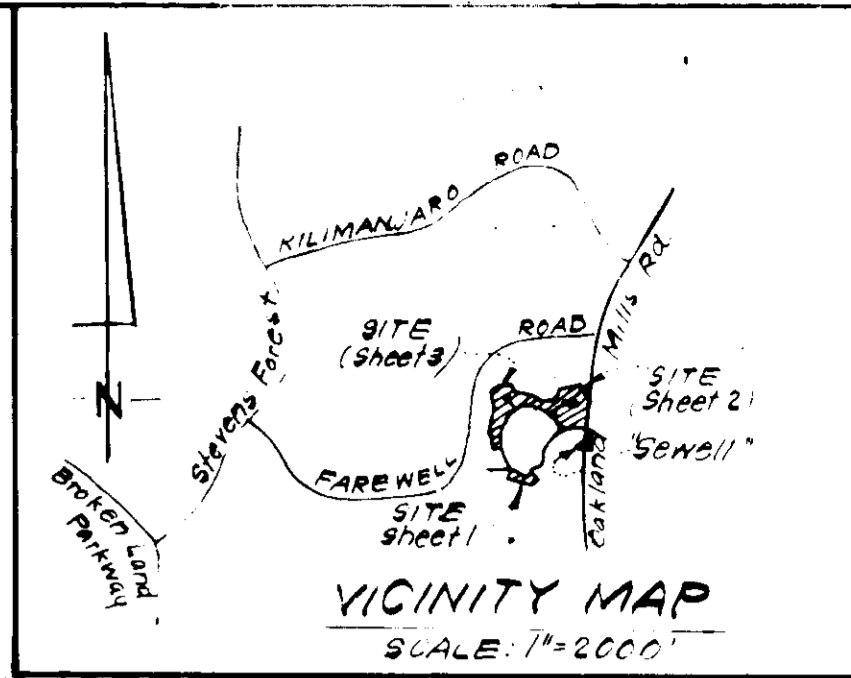 KILIMANJARO ROAD
SITE
(Sheet 3)
ROAD
Mills Rd.
SITE
(Sheet 2)
"Sewell"
Stevens Forest
N
FAREWELL
SITE
Sheet 1
Oakland
Broken Land
Parkway
VICINITY MAP
SCALE: 1"=2000'